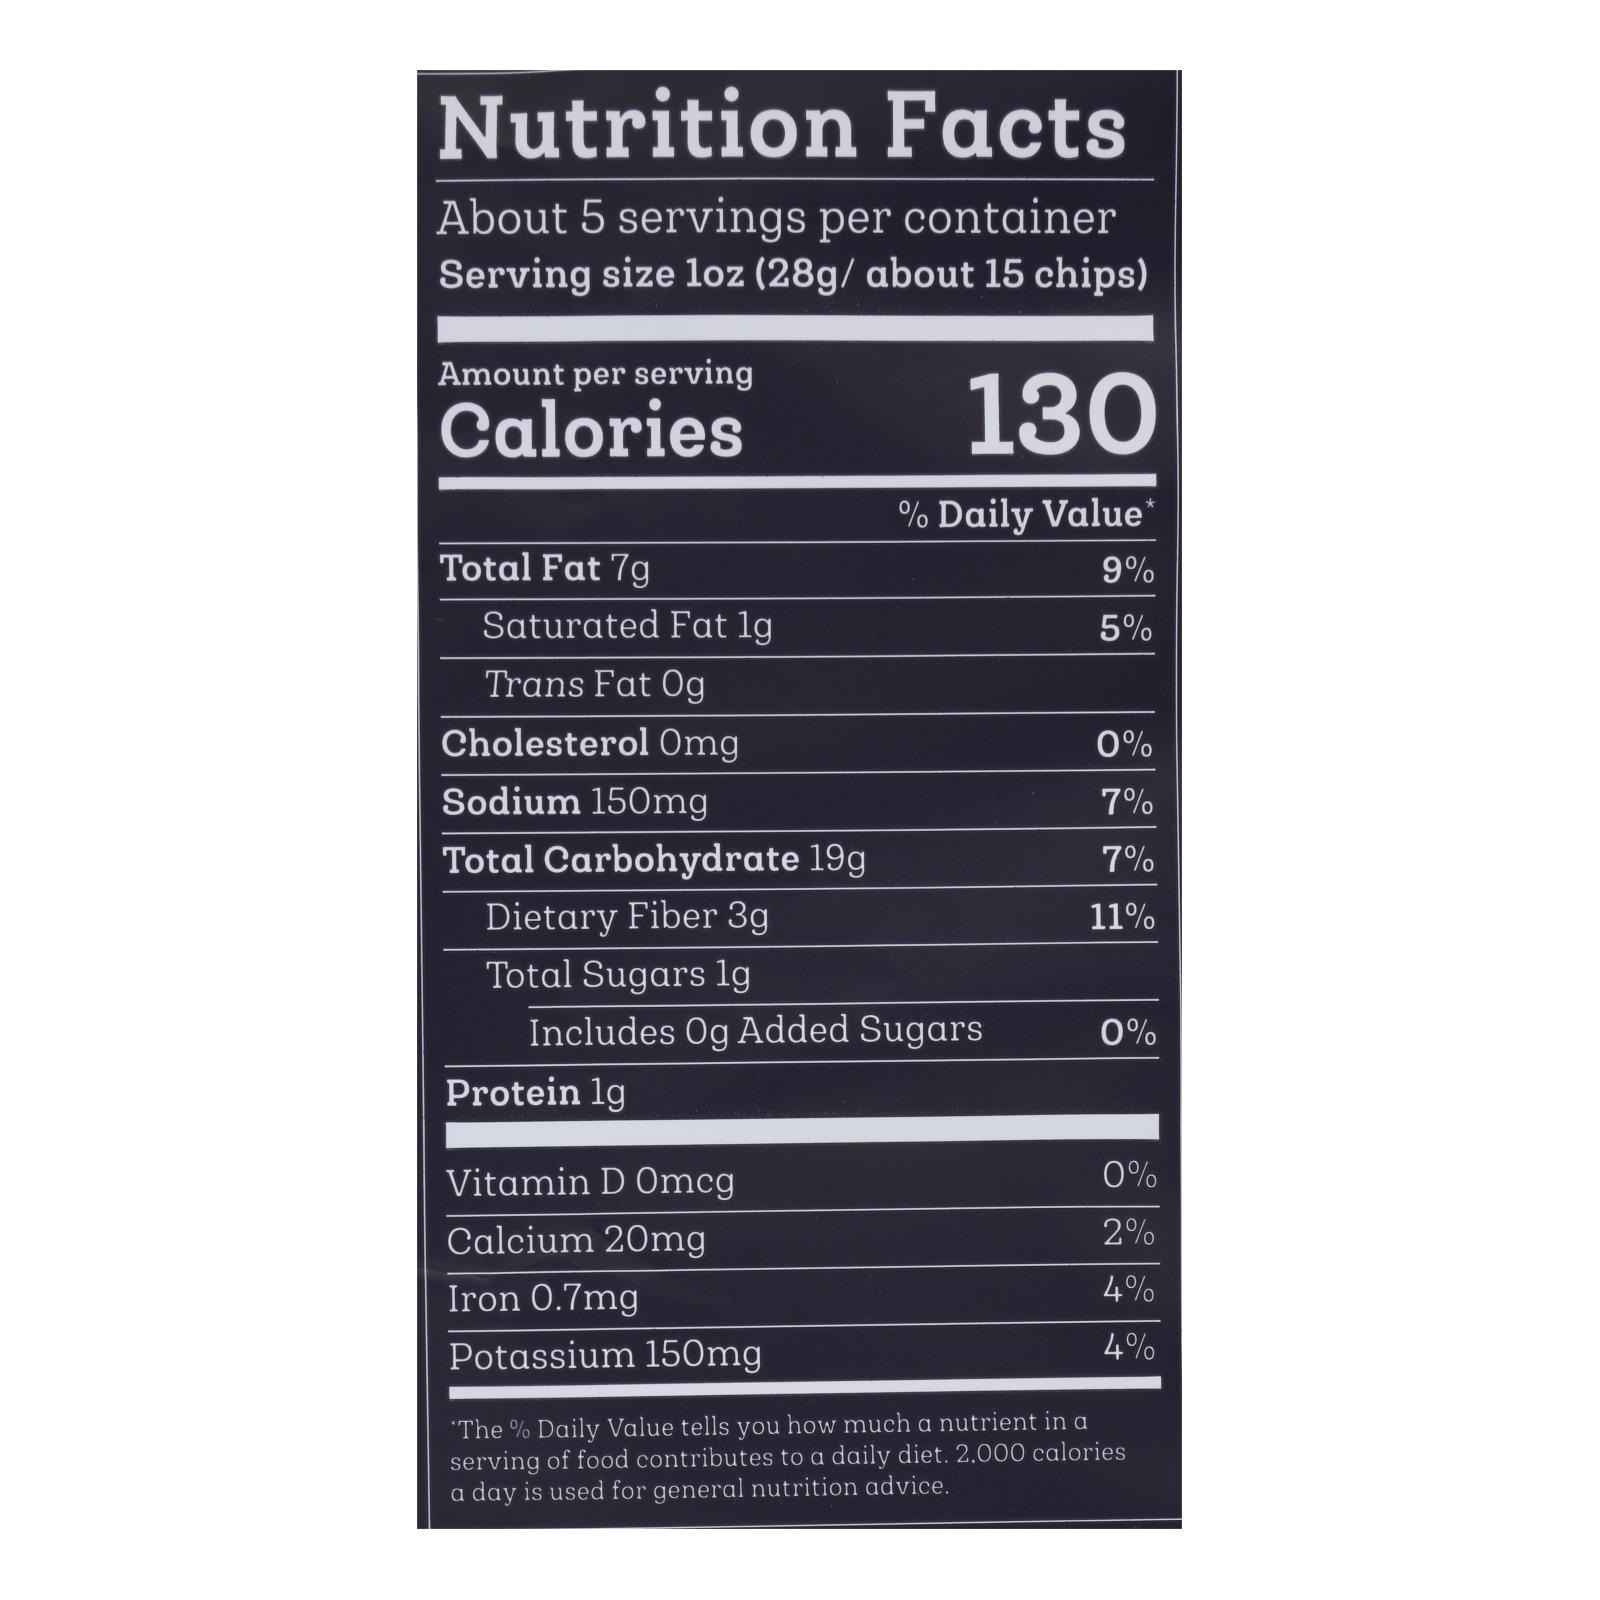 Nutrition Facts
About 5 servings per container
Serving size 1oz (28g/ about 15 chips)
Amount per serving
Calories 130
% Daily Value*
Total Fat 7g 9%
Saturated Fat 1g 5%
Trans Fat 0g
Cholesterol 0mg 0%
Sodium 150mg 7%
Total Carbohydrate 19g 7%
Dietary Fiber 3g 11%
Total Sugars 1g
Includes 0g Added Sugars 0%
Protein 1g
Vitamin D 0mcg 0%
Calcium 20mg 2%
Iron 0.7mg 4%
Potassium 150mg 4%
*The % Daily Value tells you how much a nutrient in a
serving of food contributes to a daily diet. 2,000 calories
a day is used for general nutrition advice.